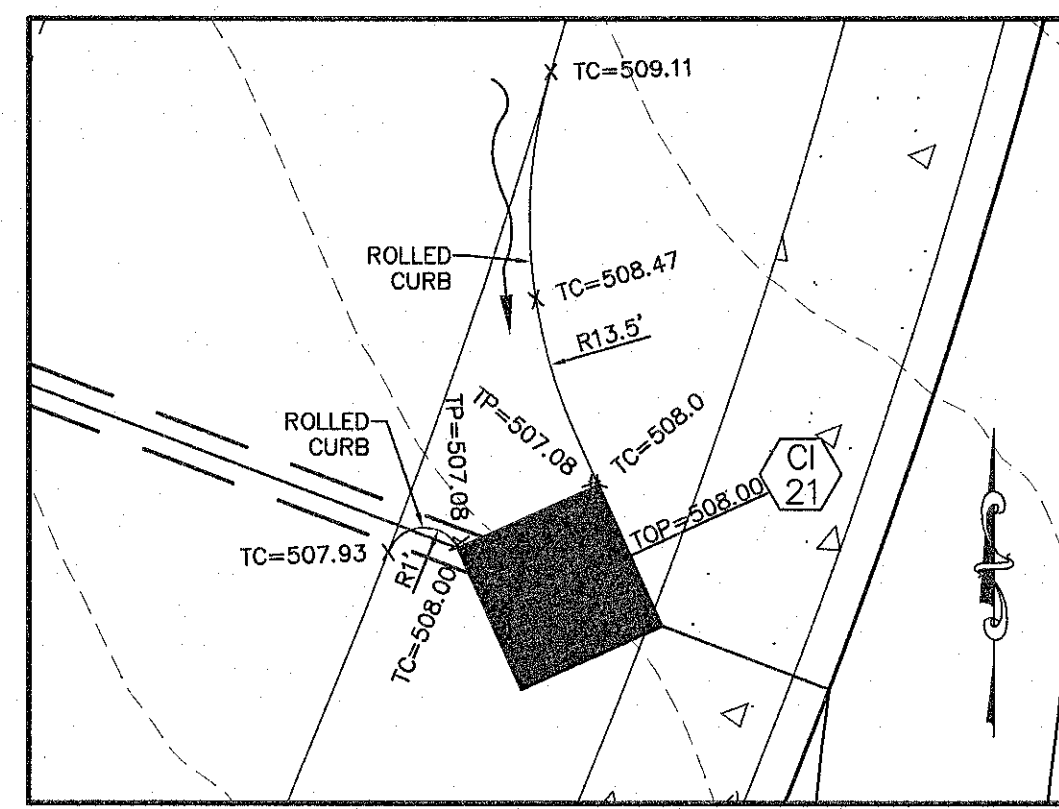 TC=509.11
ROLLED
CURB
TC=508.47
R13.5'
TP=507.08
TC=508.0
ROLLED
CURB
TP=507.08
CI
21
TOP=508.00
TC=507.93
R1'
TC=508.00